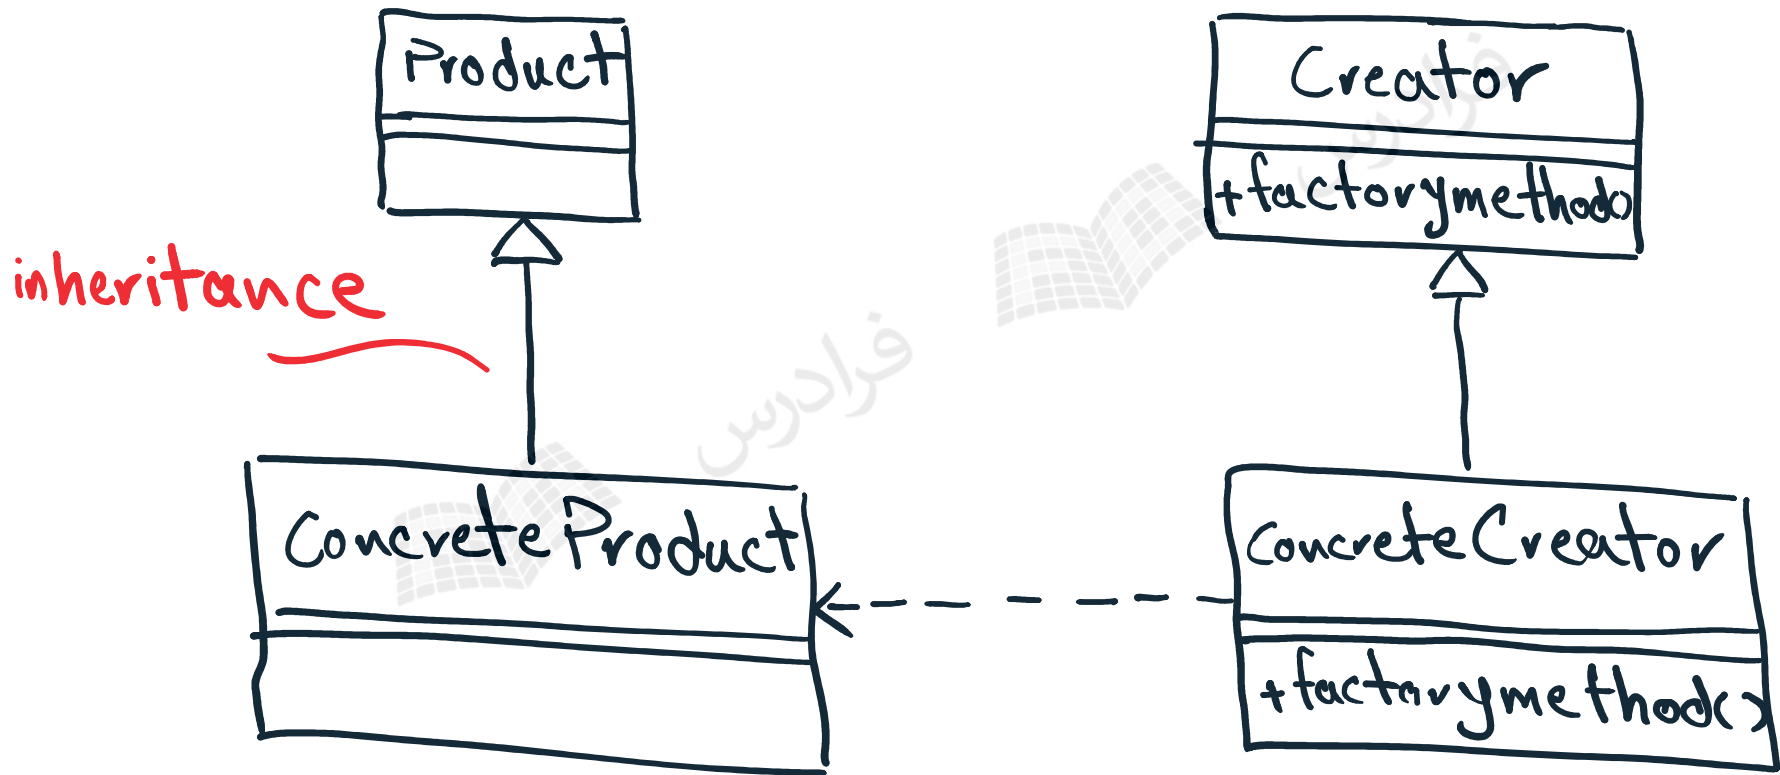 Product
Creator
+factorymethod()
inheritance
فرادرس
فرادرس
ConcreteProduct
concreteCreator
+factorymethod()